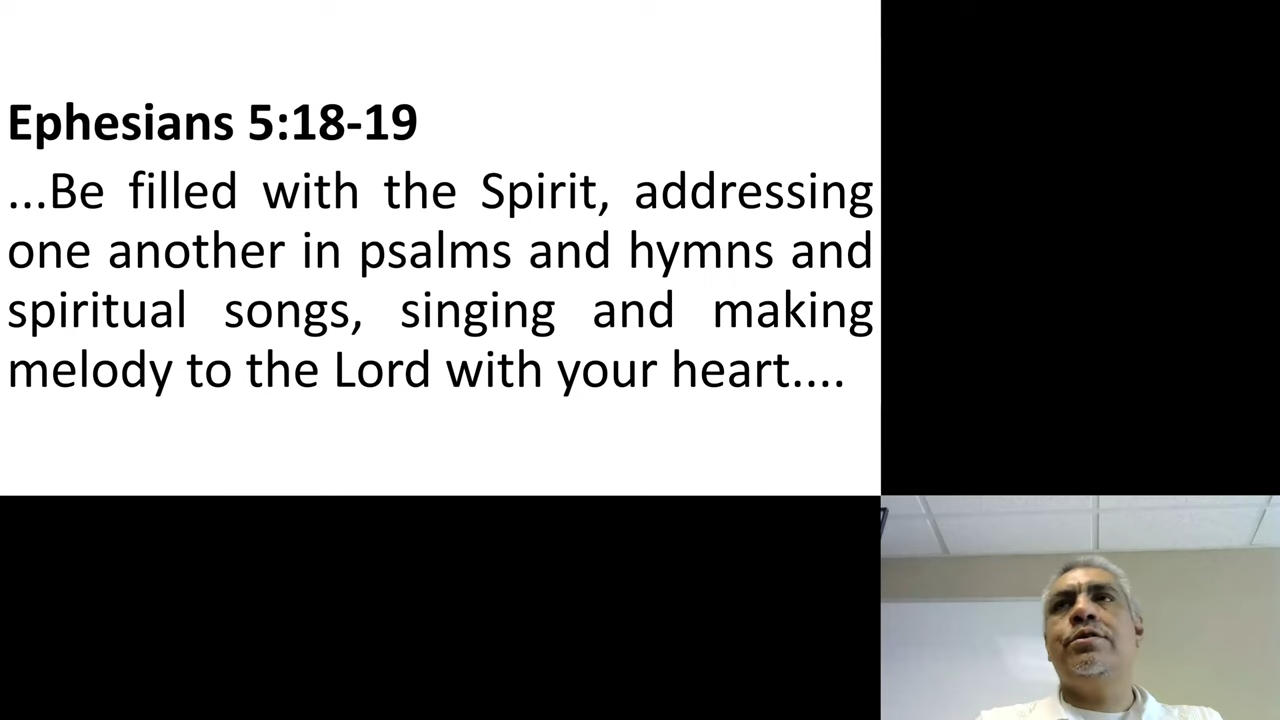 Ephesians 5:18-19
...Be filled with the Spirit, addressing
one another in psalms and hymns and
spiritual songs, singing and making
melody to the Lord with your heart....